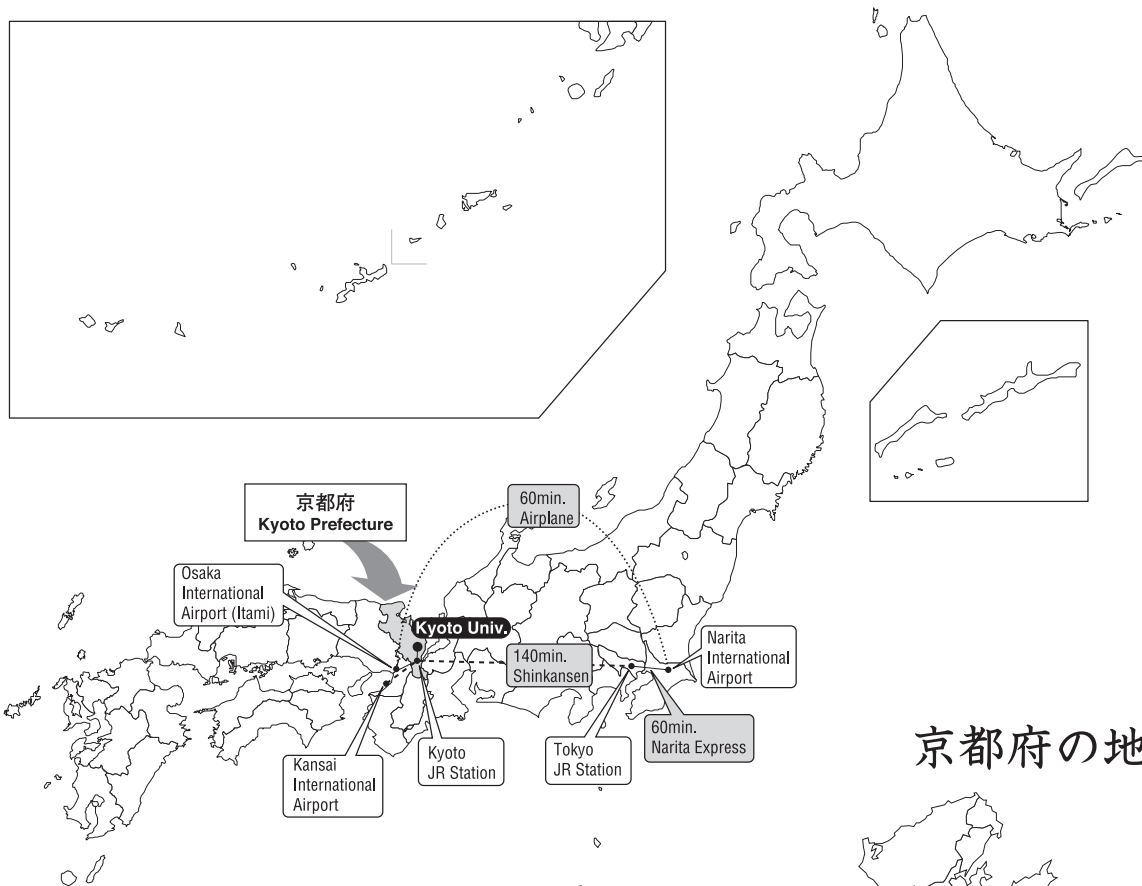 60min.
Airplane
京都府
Kyoto Prefecture
Osaka
International
Airport (Itami)
Kyoto Univ.
140min.
Shinkansen
Narita
International
Airport
60min.
Narita Express
Kyoto
JR Station
Tokyo
JR Station
Kansai
International
Airport
京都府の地